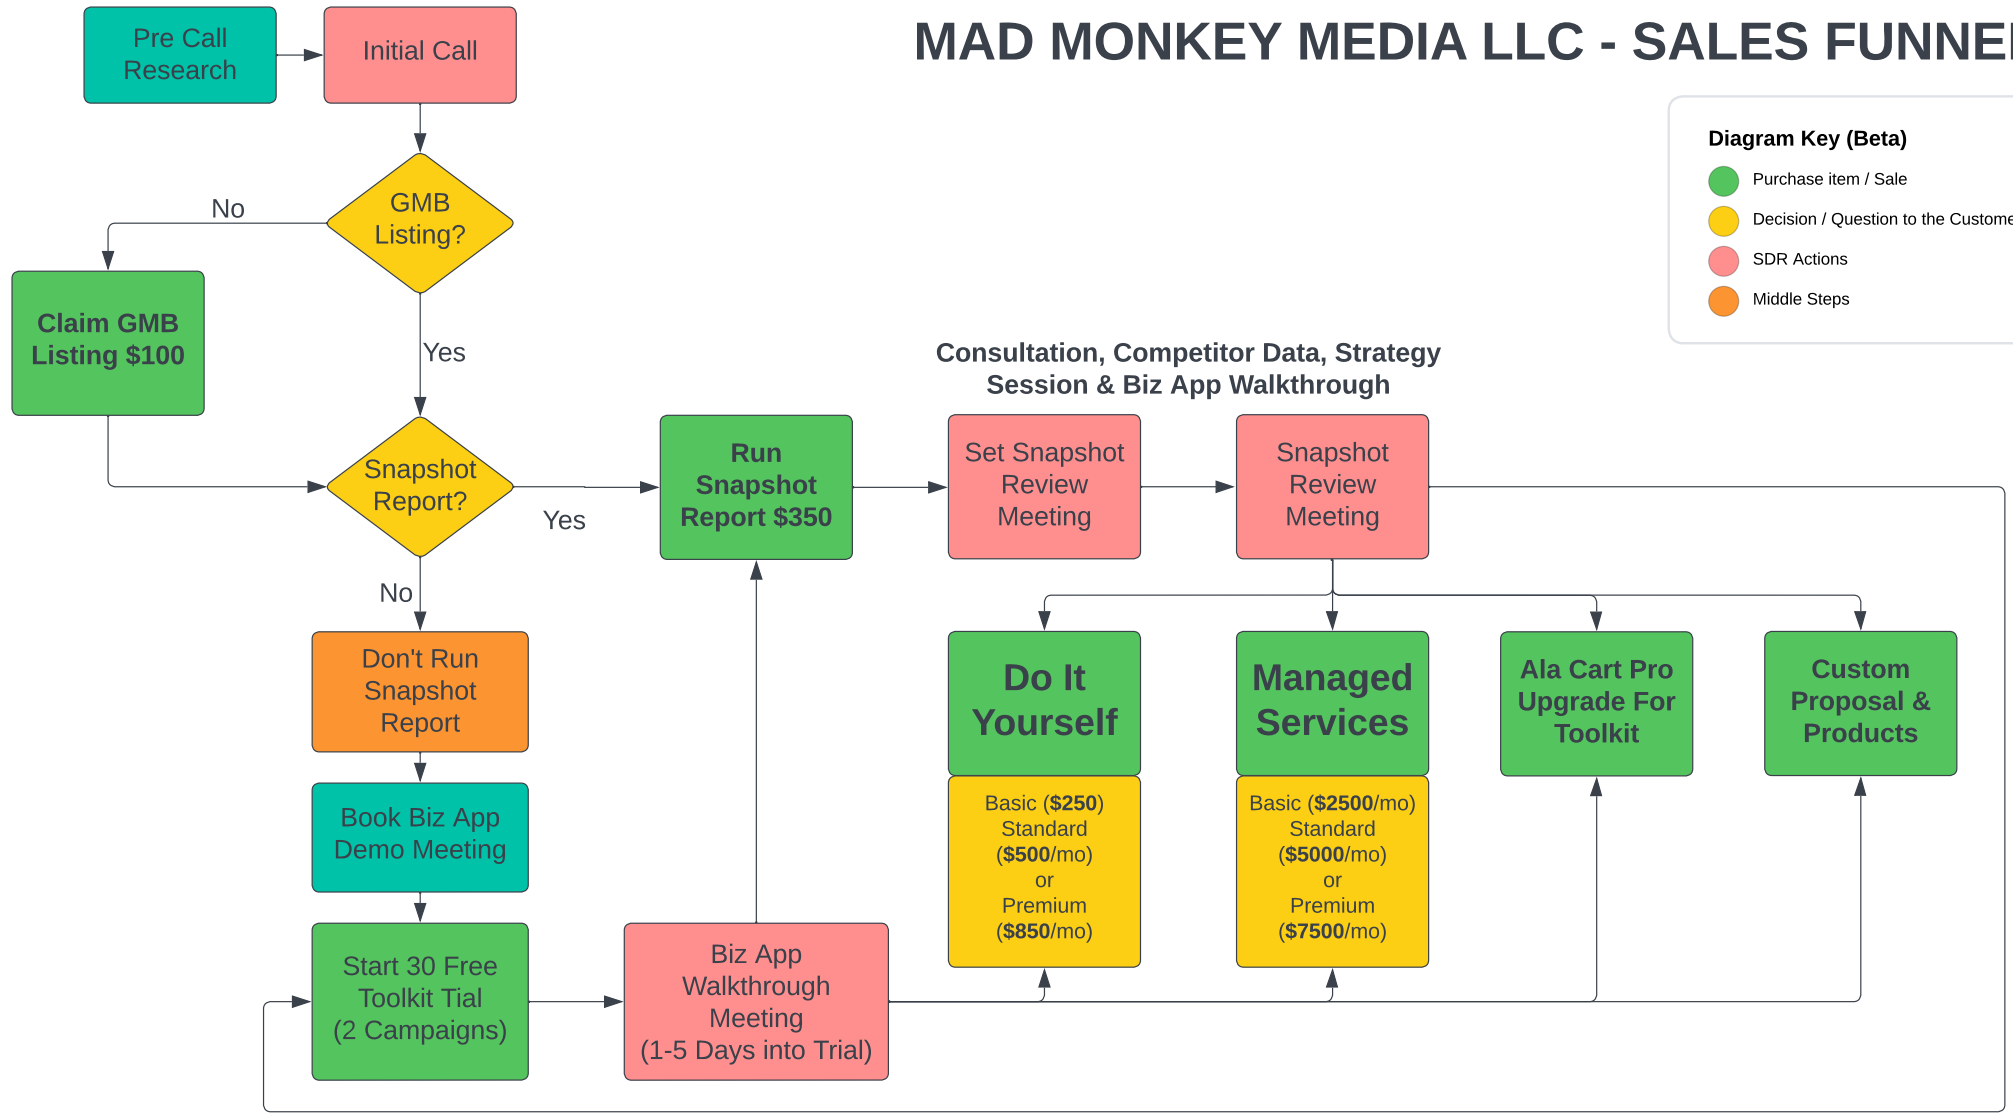 MAD MONKEY MEDIA LLC - SALES FUNNEL
Pre Call
Research
Initial Call
Diagram Key (Beta)
Purchase item / Sale
Decision / Question to the Custome
SDR Actions
Middle Steps
GMB
Listing?
No
Yes
Claim GMB
Listing $100
Consultation, Competitor Data, Strategy
Session & Biz App Walkthrough
Snapshot
Report?
Yes
No
Run
Snapshot
Report $350
Set Snapshot
Review
Meeting
Snapshot
Review
Meeting
Don't Run
Snapshot
Report
Do It
Yourself
Managed
Services
Ala Cart Pro
Upgrade For
Toolkit
Custom
Proposal &
Products
Basic ($250)
Standard
($500/mo)
or
Premium
($850/mo)
Basic ($2500/mo)
Standard
($5000/mo)
or
Premium
($7500/mo)
Book Biz App
Demo Meeting
Start 30 Free
Toolkit Tial
(2 Campaigns)
Biz App
Walkthrough
Meeting
(1-5 Days into Trial)